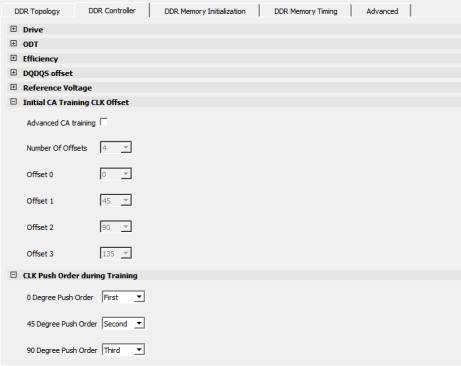 DDR Topology DDR Controller DDR Memory Initialization DDR Memory Timing Advanced
Drive
ODT
Efficiency
DQDQS offset
Reference Voltage
Initial CA Training CLK Offset
Advanced CA training
Number Of Offsets 4
Offset 0 0
Offset 1 45
Offset 2 90
Offset 3 135
CLK Push Order during Training
0 Degree Push Order First
45 Degree Push Order Second
90 Degree Push Order Third